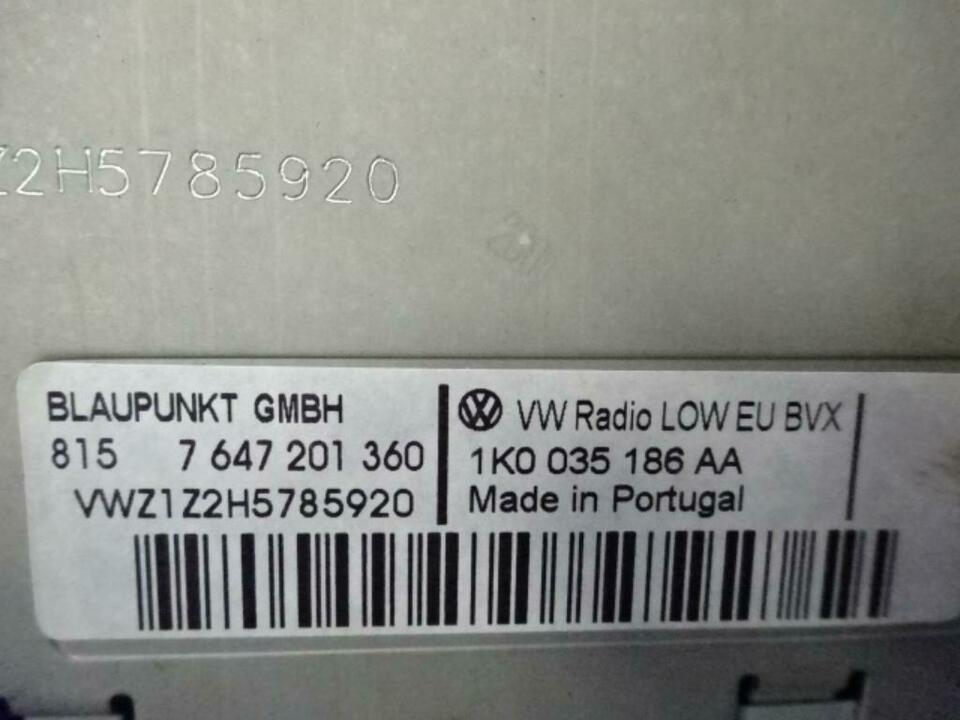 Z2H5785920
BLAUPUNKT GMBH
815 7 647 201 360
VWZ1Z2H5785920
VW Radio LOW EU BVX
1K0 035 186 AA
Made in Portugal